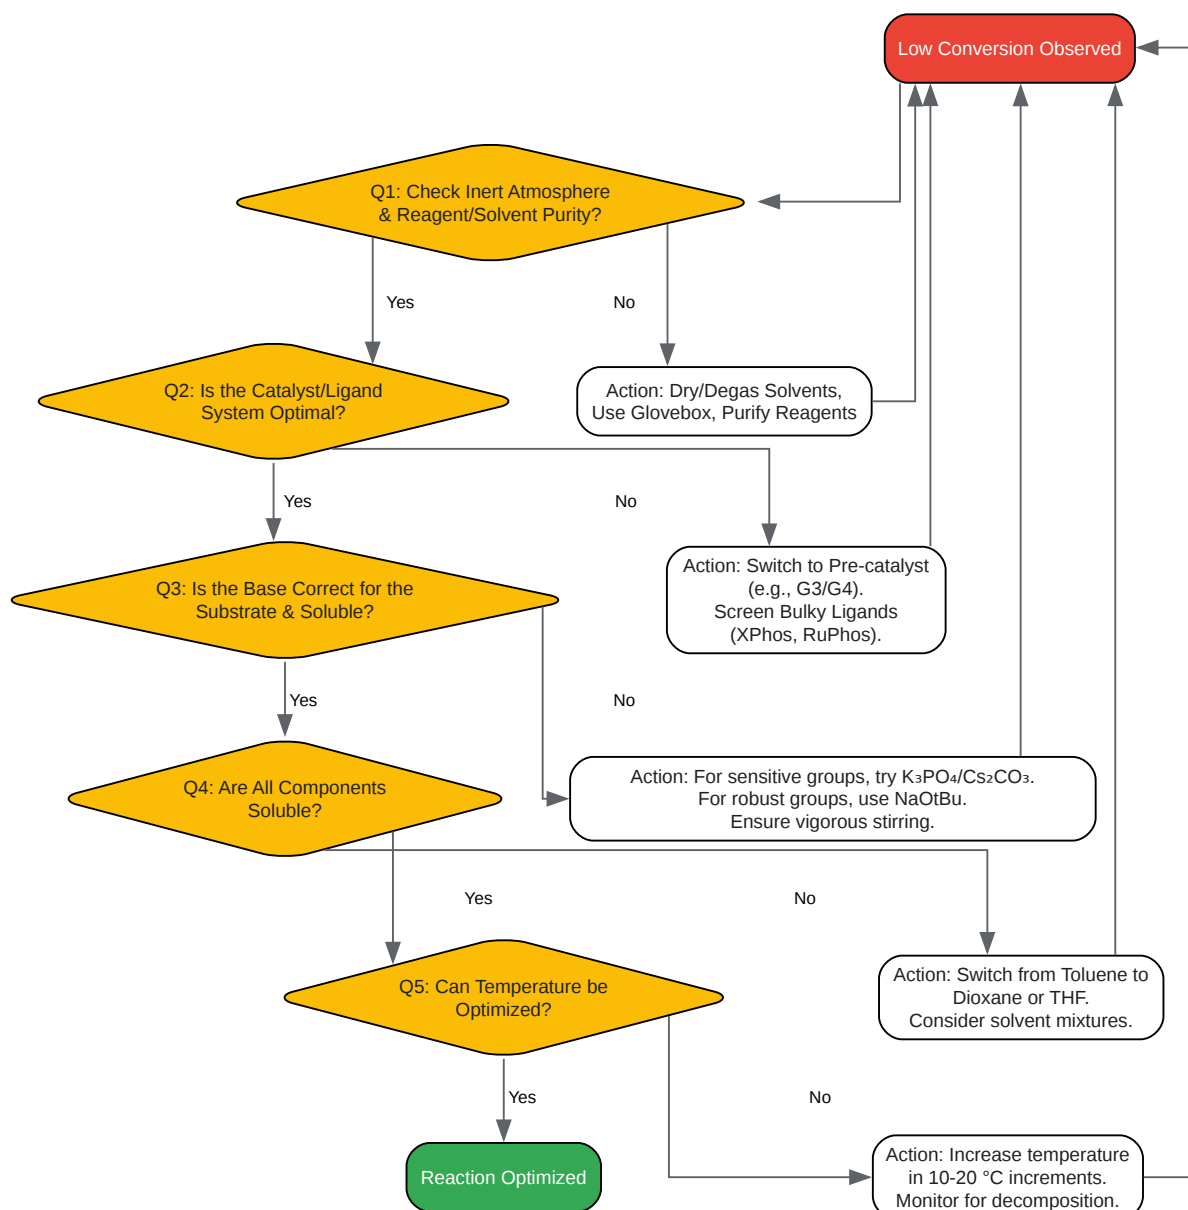 Low Conversion Observed
Q1: Check Inert Atmosphere
& Reagent/Solvent Purity?
Yes
No
Q2: Is the Catalyst/Ligand
System Optimal?
Action: Dry/Degas Solvents,
Use Glovebox, Purify Reagents
Yes
No
Q3: Is the Base Correct for the
Substrate & Soluble?
Action: Switch to Pre-catalyst
(e.g., G3/G4).
Screen Bulky Ligands
(XPhos, RuPhos).
Yes
No
Q4: Are All Components
Soluble?
Action: For sensitive groups, try K₃PO₄/Cs₂CO₃.
For robust groups, use NaOtBu.
Ensure vigorous stirring.
Yes
No
Q5: Can Temperature be
Optimized?
Action: Switch from Toluene to
Dioxane or THF.
Consider solvent mixtures.
Yes
No
Reaction Optimized
Action: Increase temperature
in 10-20 °C increments.
Monitor for decomposition.